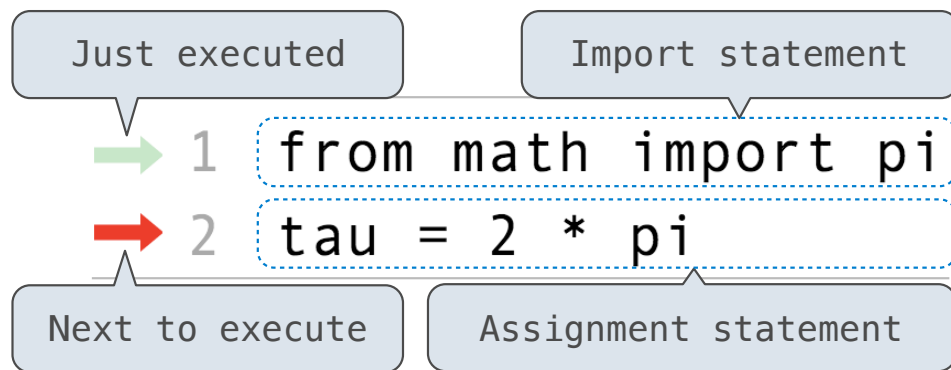 Just executed
Import statement
1 from math import pi
2 tau = 2 * pi
Next to execute
Assignment statement